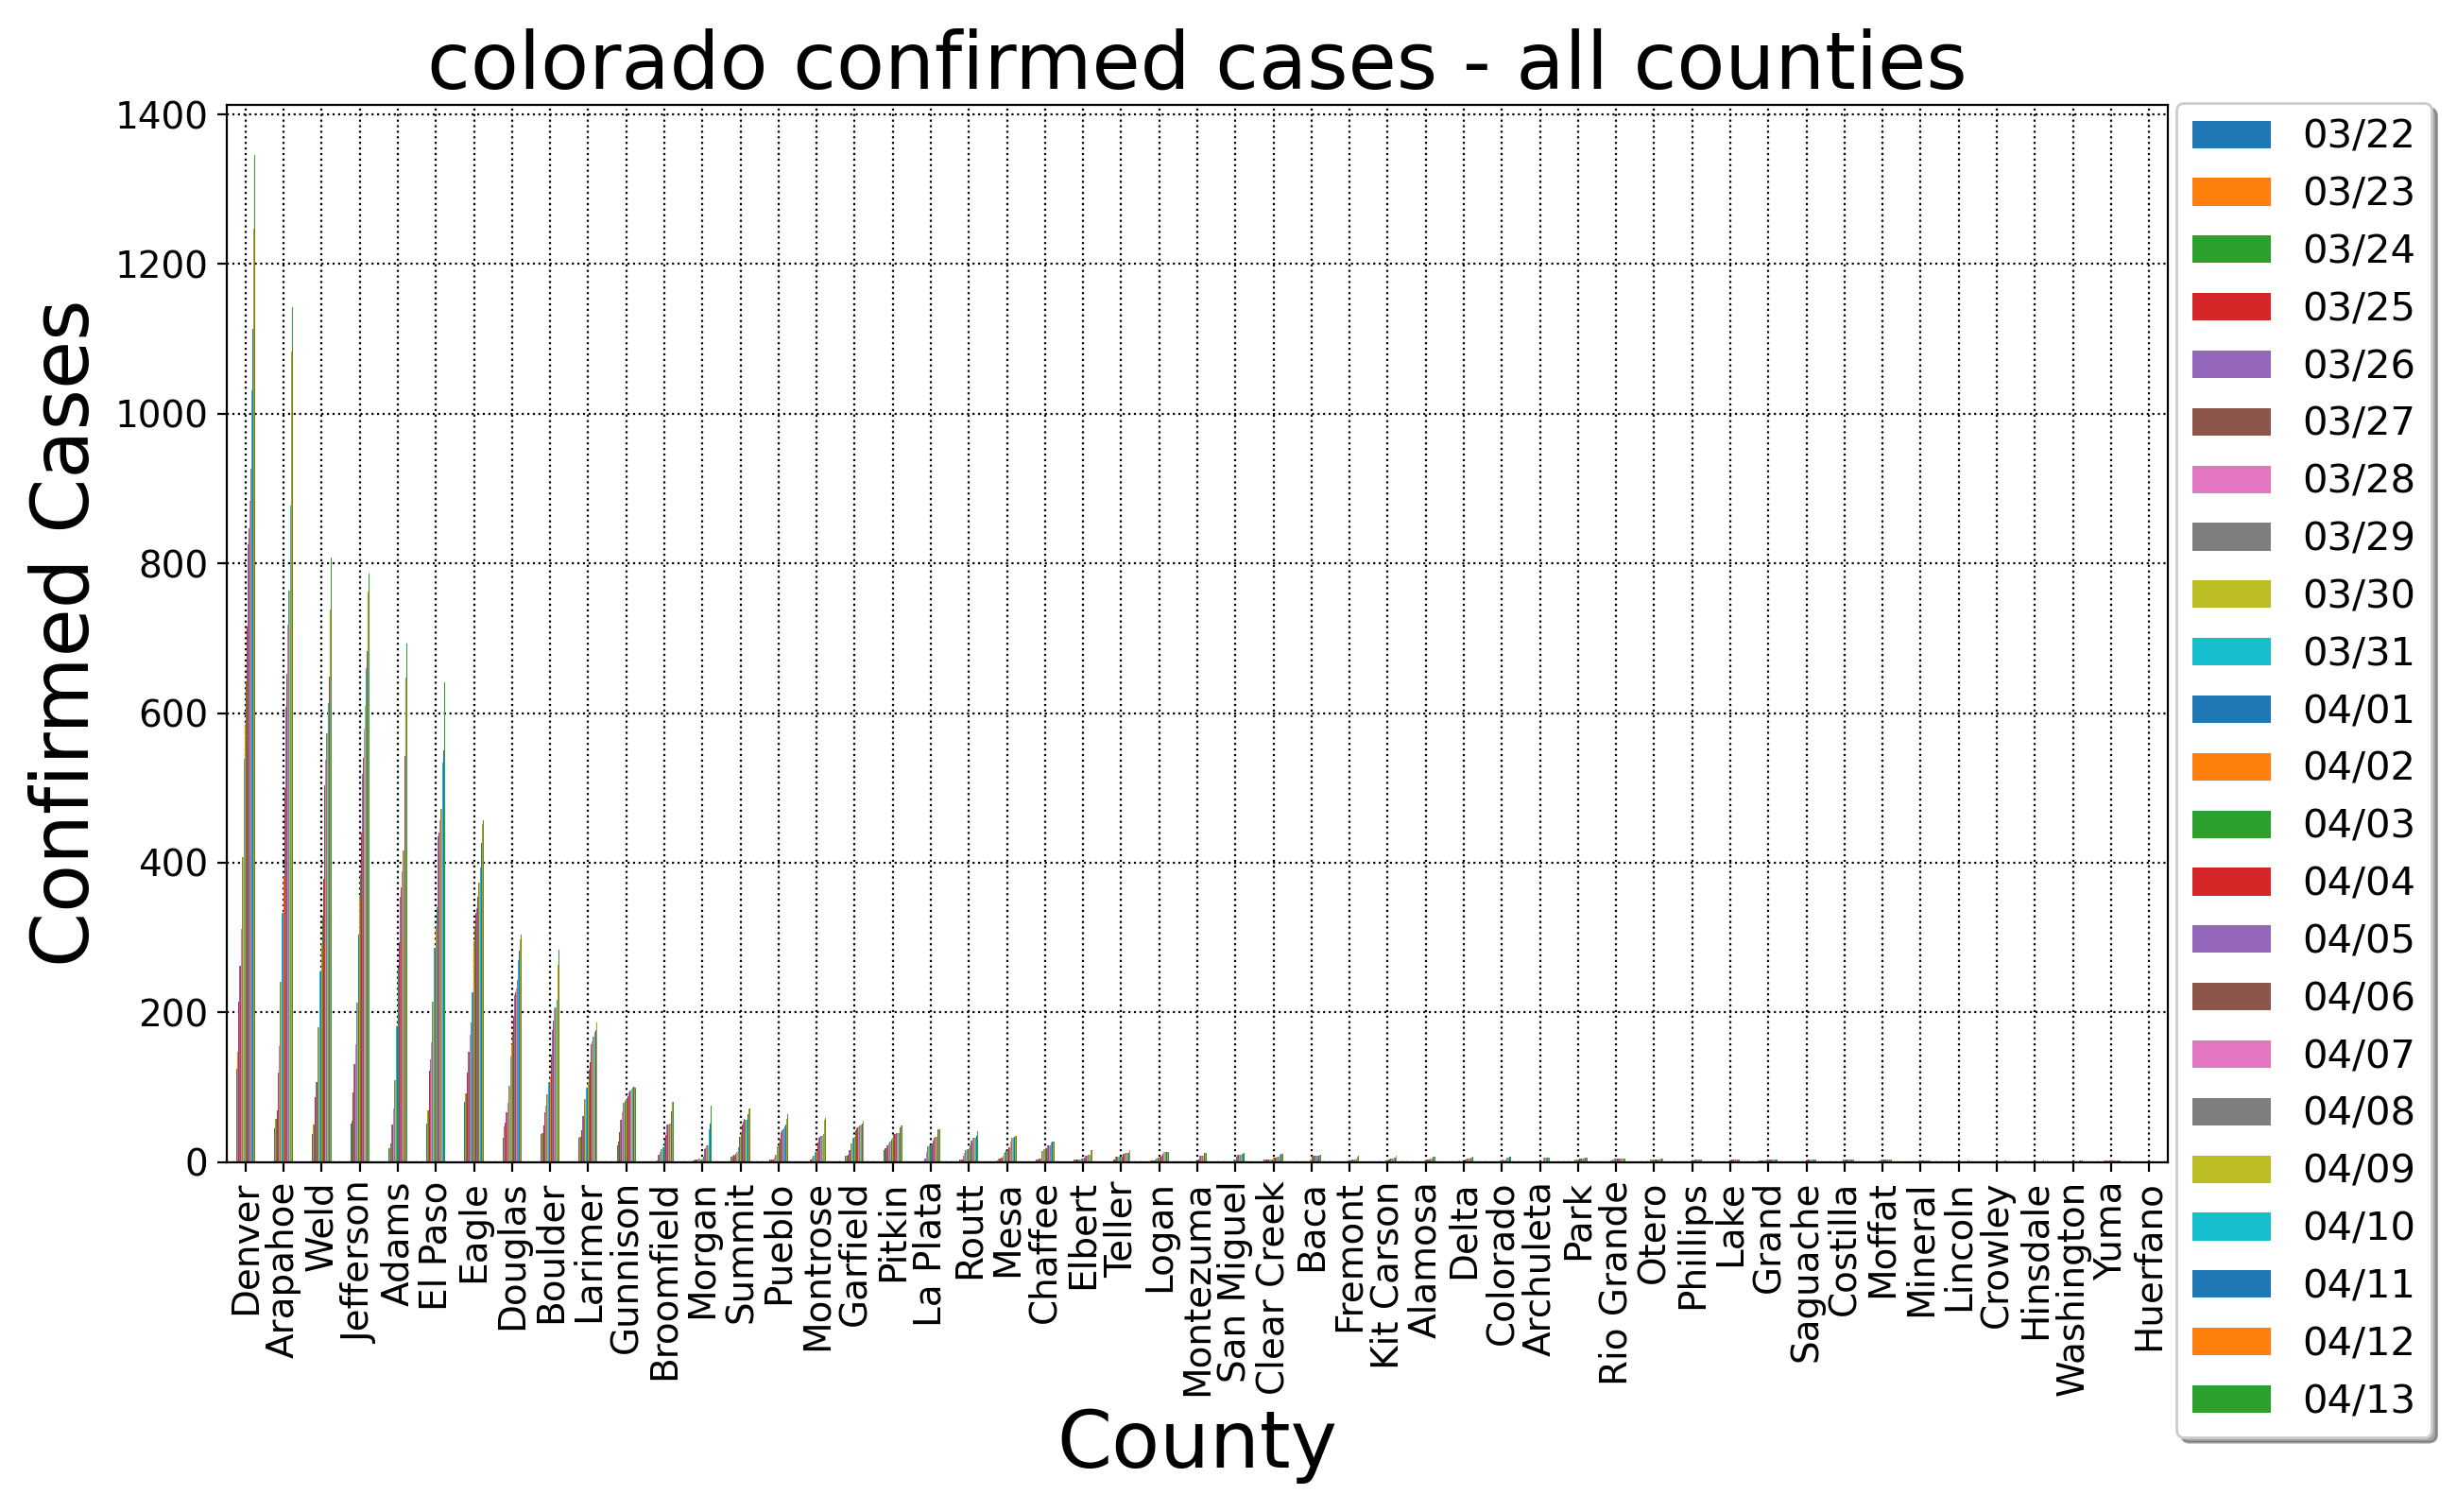 colorado confirmed cases - all counties
Confirmed Cases
1400
1200
1000
800
600
400
200
0
Denver
Arapahoe
Weld
Jefferson
Adams
El Paso
Eagle
Douglas
Boulder
Larimer
Gunnison
Broomfield
Morgan
Summit
Pueblo
Montrose
Garfield
Pitkin
La Plata
Routt
Mesa
Chaffee
Elbert
Teller
Logan
Montezuma
San Miguel
Clear Creek
Baca
Fremont
Kit Carson
Alamosa
Delta
Colorado
Archuleta
Park
Rio Grande
Otero
Phillips
Lake
Grand
Saguache
Costilla
Moffat
Mineral
Lincoln
Crowley
Hinsdale
Washington
Yuma
Huerfano
County
03/22
03/23
03/24
03/25
03/26
03/27
03/28
03/29
03/30
03/31
04/01
04/02
04/03
04/04
04/05
04/06
04/07
04/08
04/09
04/10
04/11
04/12
04/13